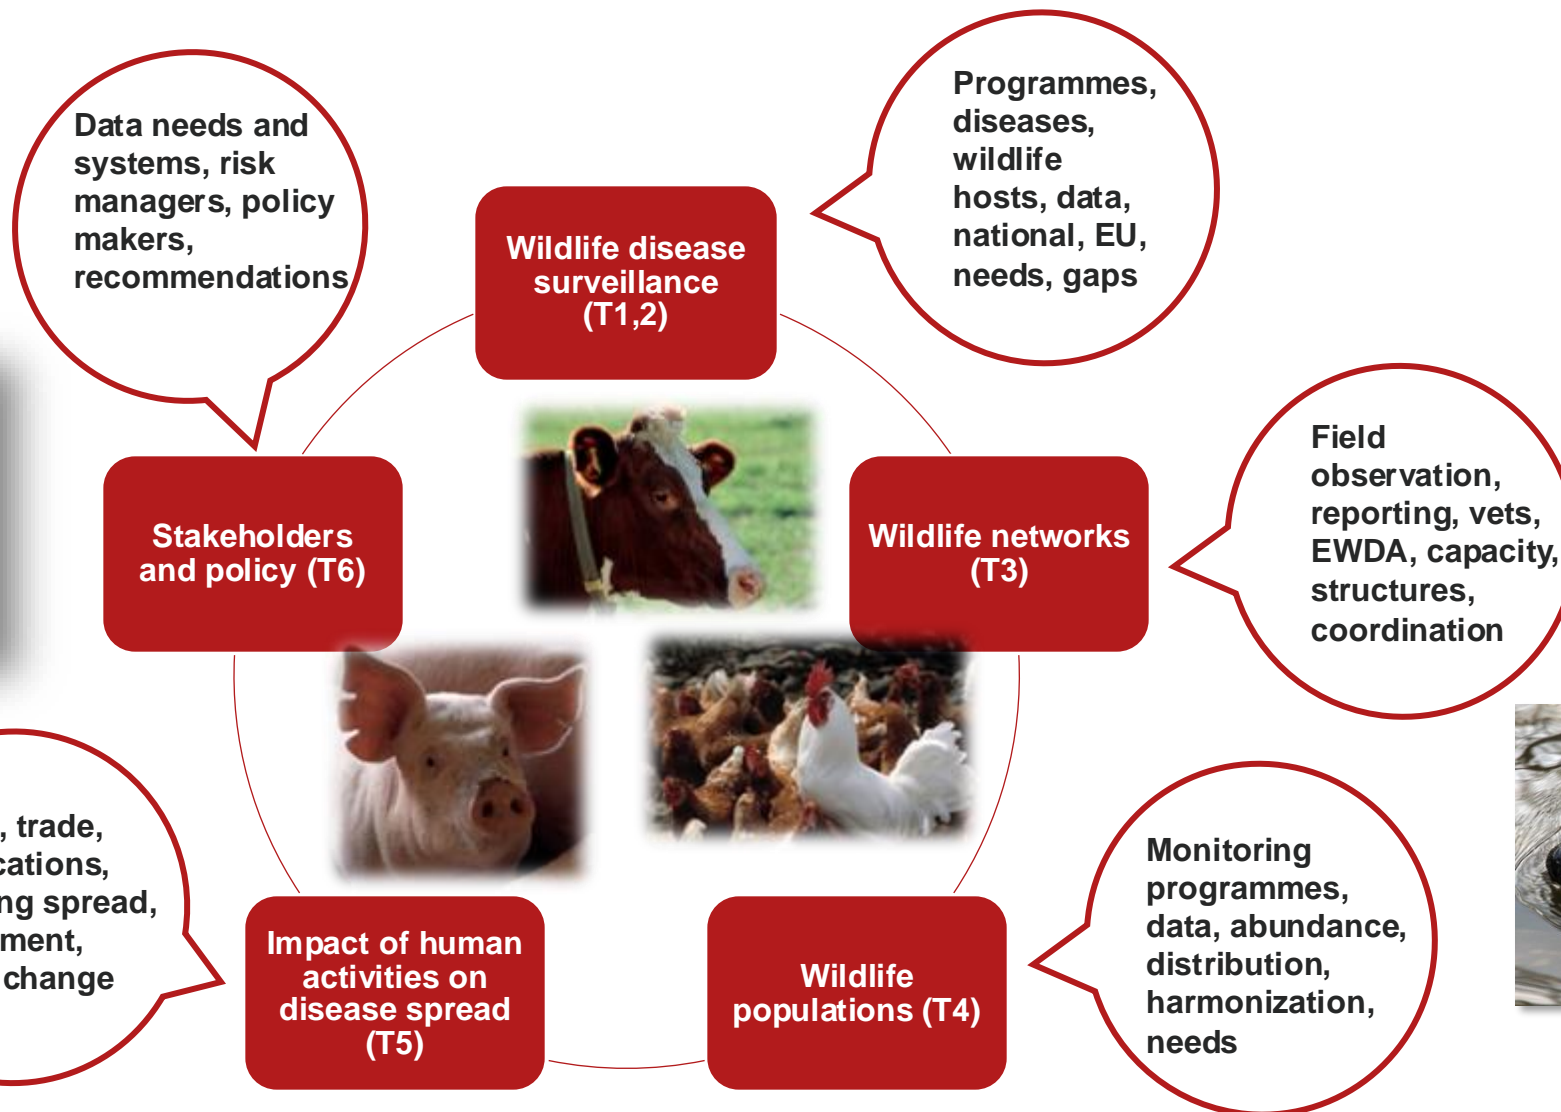 Data needs and
systems, risk
managers, policy
makers,
recommendations
Programmes,
diseases,
wildlife
hosts, data,
national, EU,
needs, gaps
Wildlife disease
surveillance
(T1,2)
Field
observation,
reporting, vets,
EWDA, capacity,
structures,
coordination
Stakeholders
and policy (T6)
Wildlife networks
(T3)
, trade,
spread,
change
Impact of human
activities on
disease spread
(T5)
Wildlife
populations (T4)
Monitoring
programmes,
data, abundance,
distribution,
harmonization,
needs